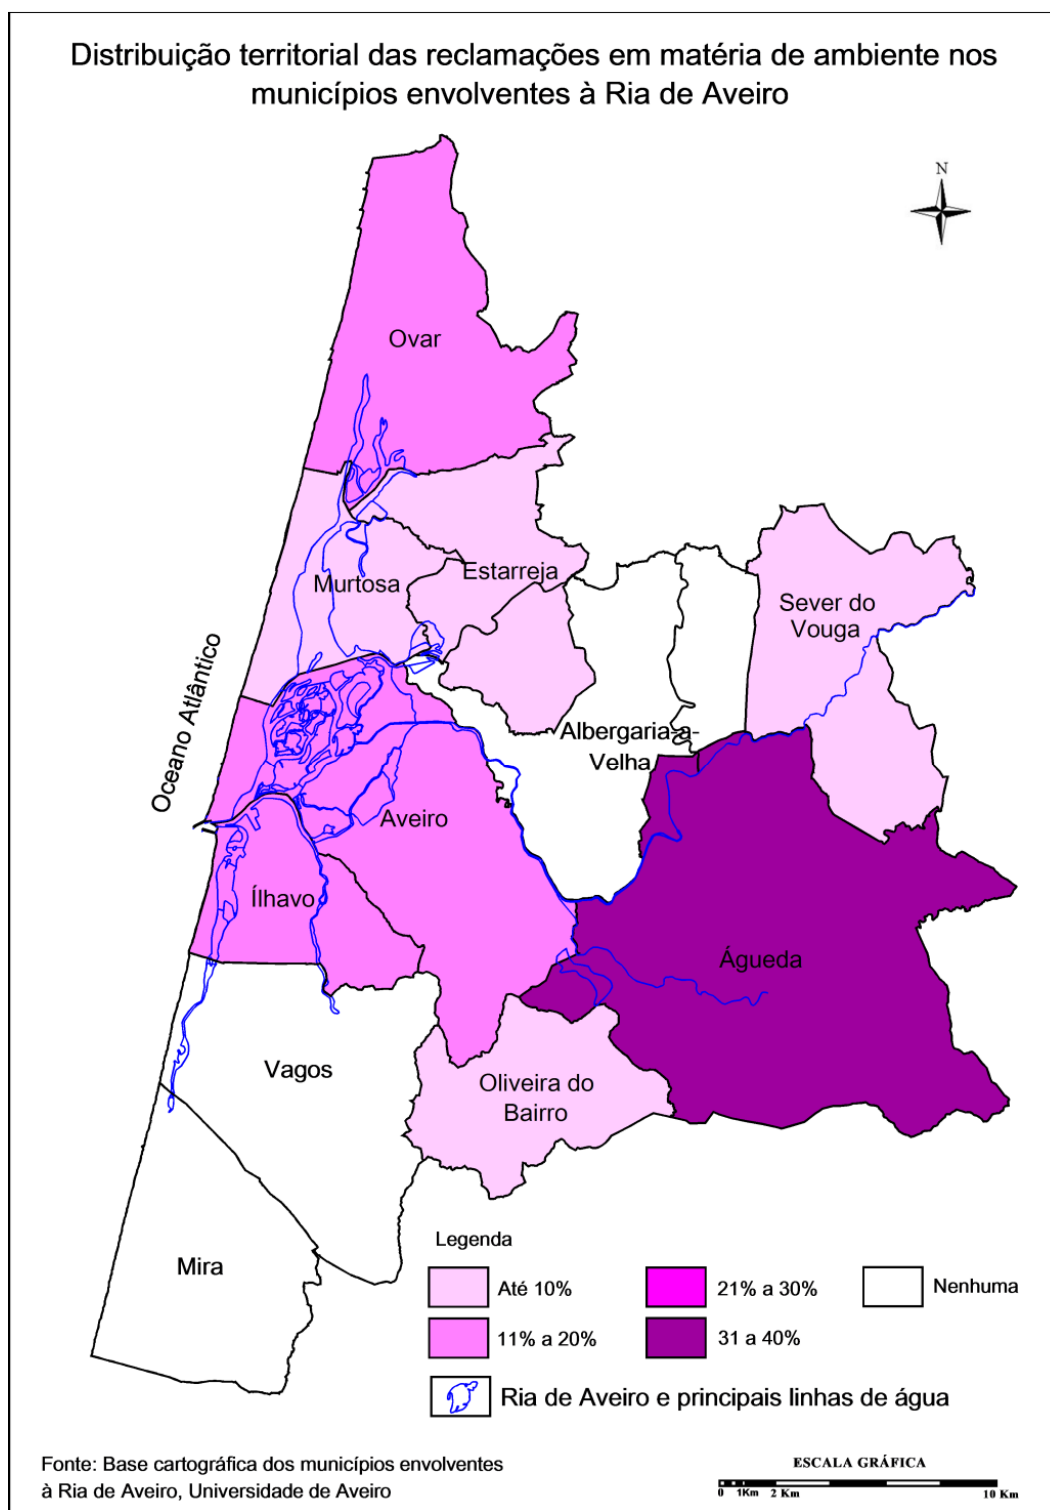 Distribuição territorial das reclamações em matéria de ambiente nos
municípios envolventes à Ria de Aveiro
N
Ovar
Murtosa
Estarreja
Sever do
Vouga
Oceano Atlântico
Albergaria-a-
Velha
Aveiro
Ílhavo
Águeda
Vagos
Oliveira do
Bairro
Mira
Legenda
Até 10%
21% a 30%
Nenhuma
11% a 20%
31 a 40%
Ria de Aveiro e principais linhas de água
Fonte: Base cartográfica dos municípios envolventes
à Ria de Aveiro, Universidade de Aveiro
ESCALA GRÁFICA
0 1Km 2 Km 10 Km